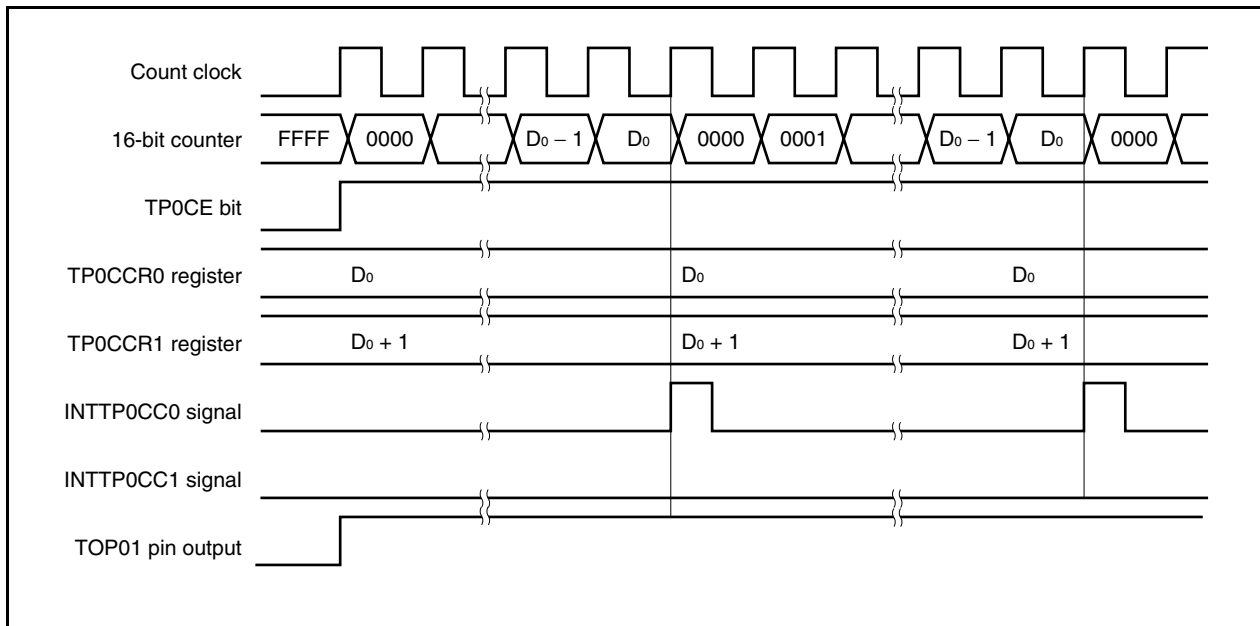 Count clock
16-bit counter FFFF 0000 D₀ − 1 D₀ 0000 0001 D₀ − 1 D₀ 0000
TP0CE bit
TP0CCR0 register D₀ D₀ D₀
TP0CCR1 register D₀ + 1 D₀ + 1 D₀ + 1
INTTP0CC0 signal
INTTP0CC1 signal
TOP01 pin output